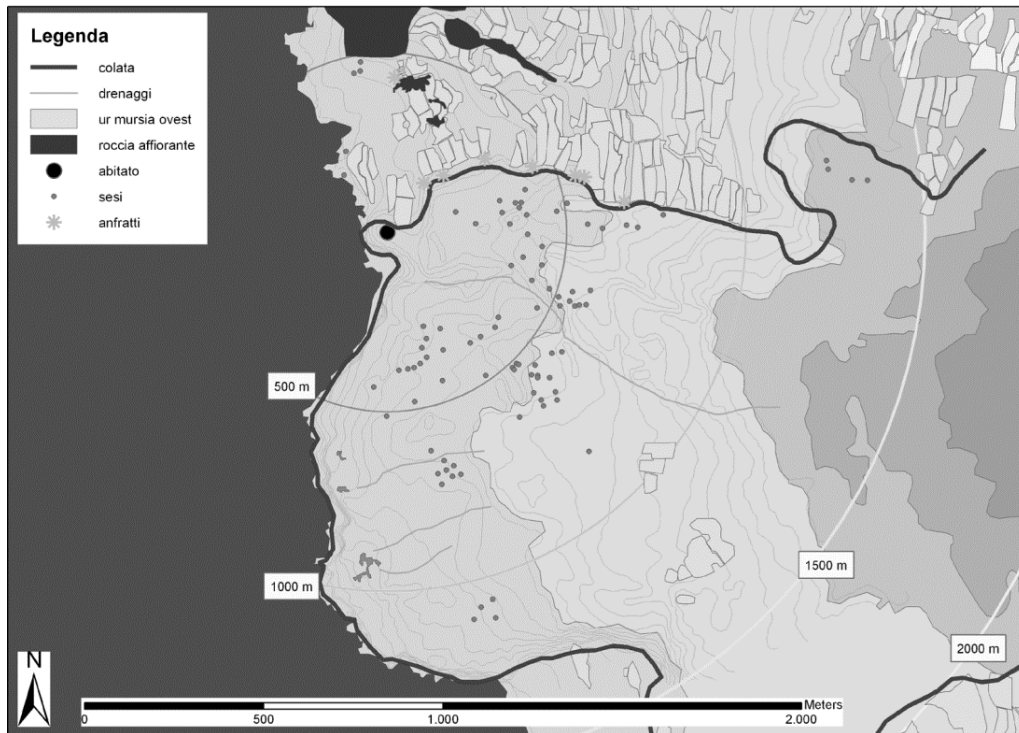 Legenda
colata
drenaggi
ur mursia ovest
roccia affiorante
abitato
sesi
anfratti
500 m
1000 m
1500 m
2000 m
N
Meters
0 500 1.000 2.000